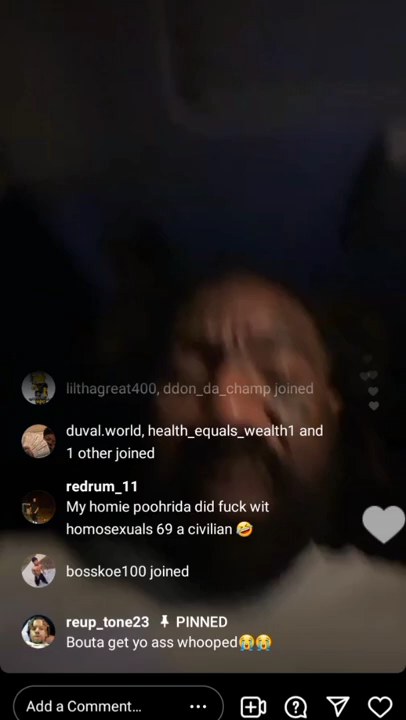 lilthagreat400, ddon_da_champ joined
duval.world, health_equals_wealth1 and
1 other joined
redrum_11
My homie poohrida did fuck wit
homosexuals 69 a civilian 🤣
bosskoe100 joined
reup_tone23 📌 PINNED
Bouta get yo ass whooped😭😭
Add a Comment...